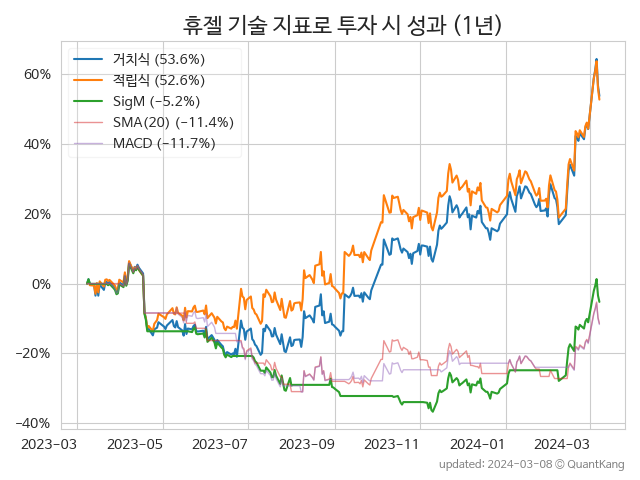 휴젤 기술 지표로 투자 시 성과 (1년)
거치식 (53.6%)
적립식 (52.6%)
SigM (−5.2%)
SMA(20) (−11.4%)
MACD (−11.7%)
60%
40%
20%
0%
−20%
−40%
2023−03
2023−05
2023−07
2023−09
2023−11
2024−01
2024−03
updated: 2024−03−08 © QuantKang